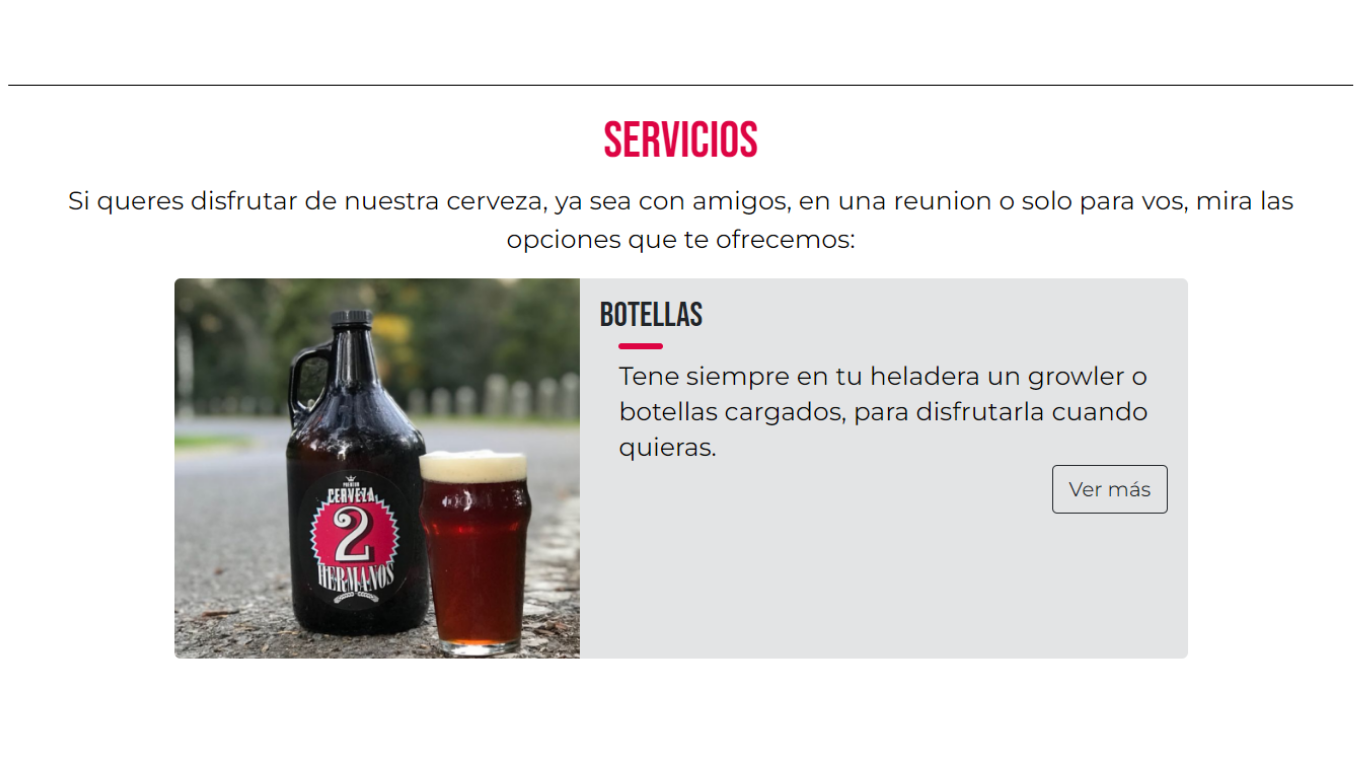 SERVICIOS
Si queres disfrutar de nuestra cerveza, ya sea con amigos, en una reunion o solo para vos, mira las
opciones que te ofrecemos:
BOTELLAS
Tene siempre en tu heladera un growler o
botellas cargados, para disfrutarla cuando
quieras.
Ver más
PREMIUM
CERVEZA
2
HERMANOS